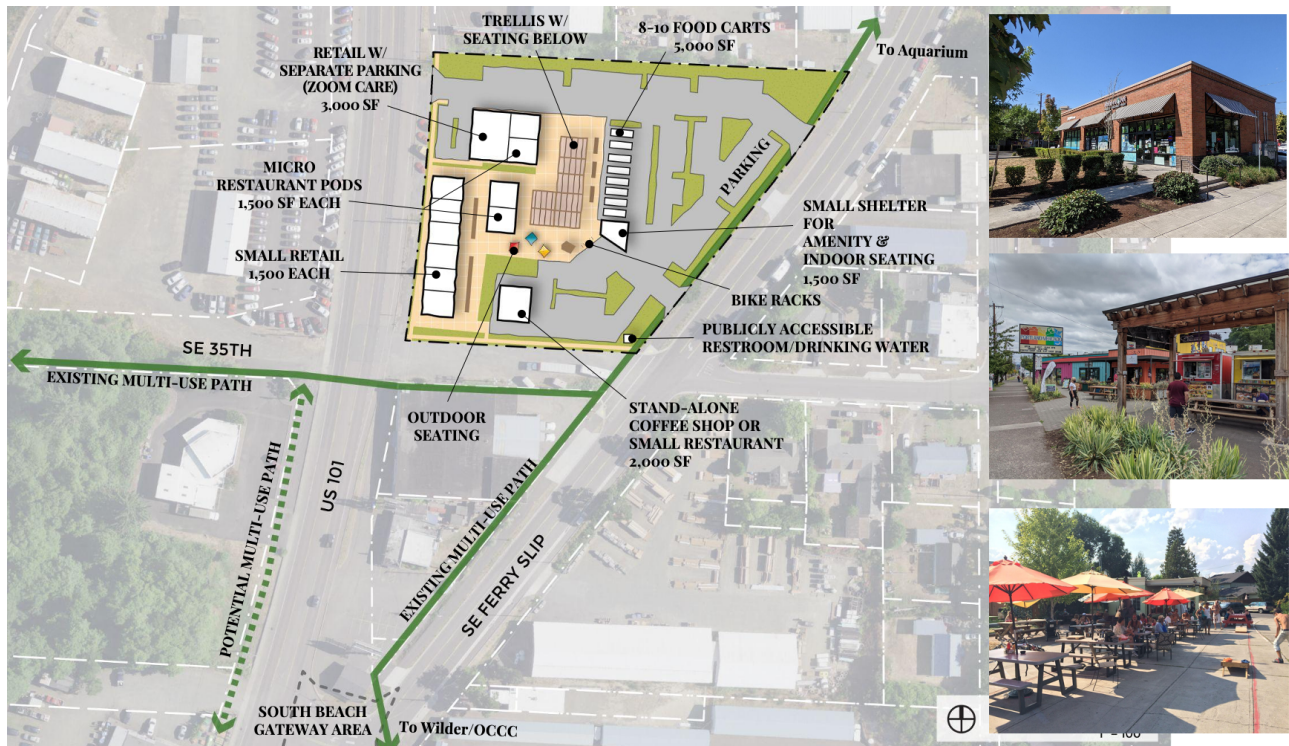 TRELLIS W/
SEATING BELOW
8-10 FOOD CARTS
5,000 SF
To Aquarium
RETAIL W/
SEPARATE PARKING
(ZOOM CARE)
3,000 SF
MICRO
RESTAURANT PODS
1,500 SF EACH
PARKING
SMALL SHELTER
FOR
AMENITY &
INDOOR SEATING
1,500 SF
SMALL RETAIL
1,500 EACH
BIKE RACKS
PUBLICLY ACCESSIBLE
RESTROOM/DRINKING WATER
SE 35TH
EXISTING MULTI-USE PATH
OUTDOOR
SEATING
STAND-ALONE
COFFEE SHOP OR
SMALL RESTAURANT
2,000 SF
POTENTIAL MULTI-USE PATH
US 101
EXISTING MULTI-USE PATH
SE FERRY SLIP
SOUTH BEACH
GATEWAY AREA
To Wilder/OCCC